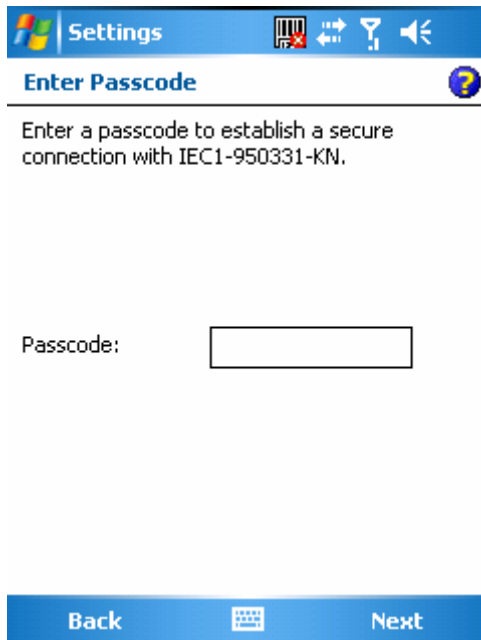 Settings
Enter Passcode
Enter a passcode to establish a secure
connection with IEC1-950331-KN.
Passcode:
Back Next